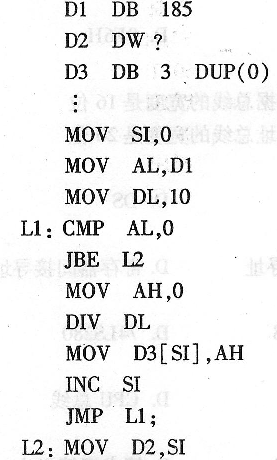 D1 DB 185
D2 DW ?
D3 DB 3 DUP(0)
⋮
MOV SI,0
MOV AL,D1
MOV DL,10
L1: CMP AL,0
JBE L2
MOV AH,0
DIV DL
MOV D3[SI],AH
INC SI
JMP L1;
L2: MOV D2,SI